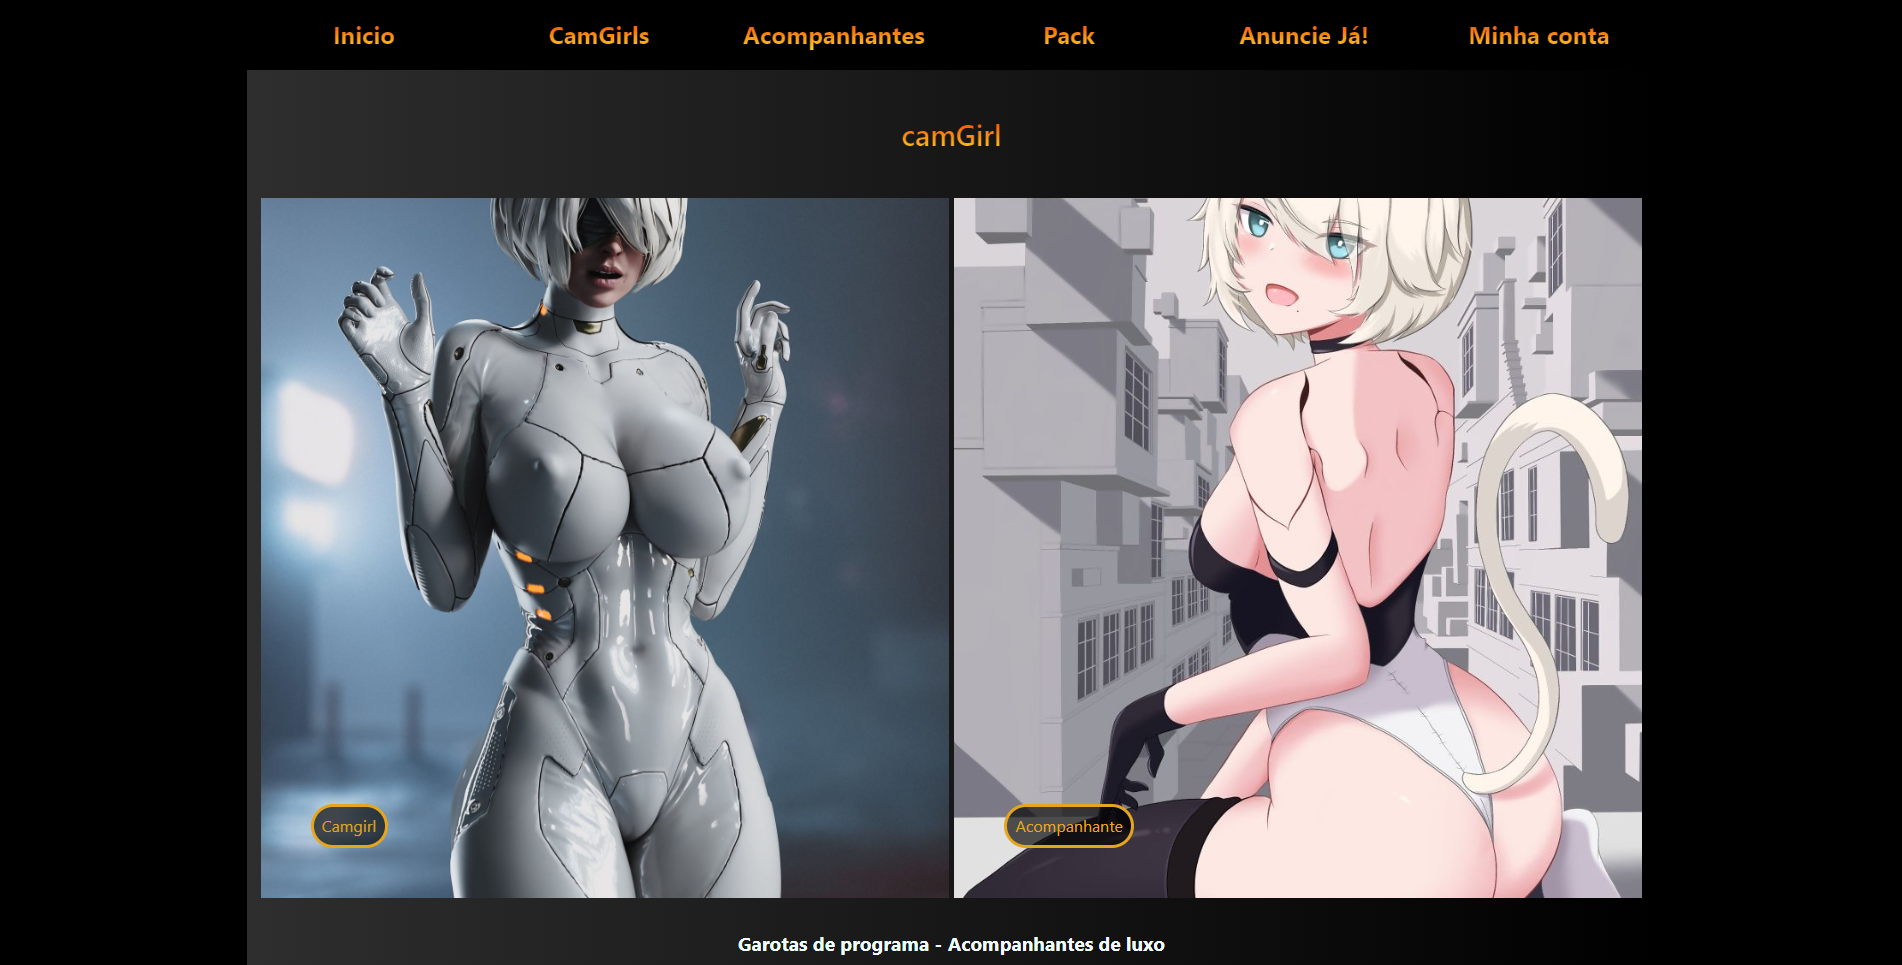 Inicio CamGirls Acompanhantes Pack Anuncie Já! Minha conta
camGirl
Camgirl
Acompanhante
Garotas de programa - Acompanhantes de luxo